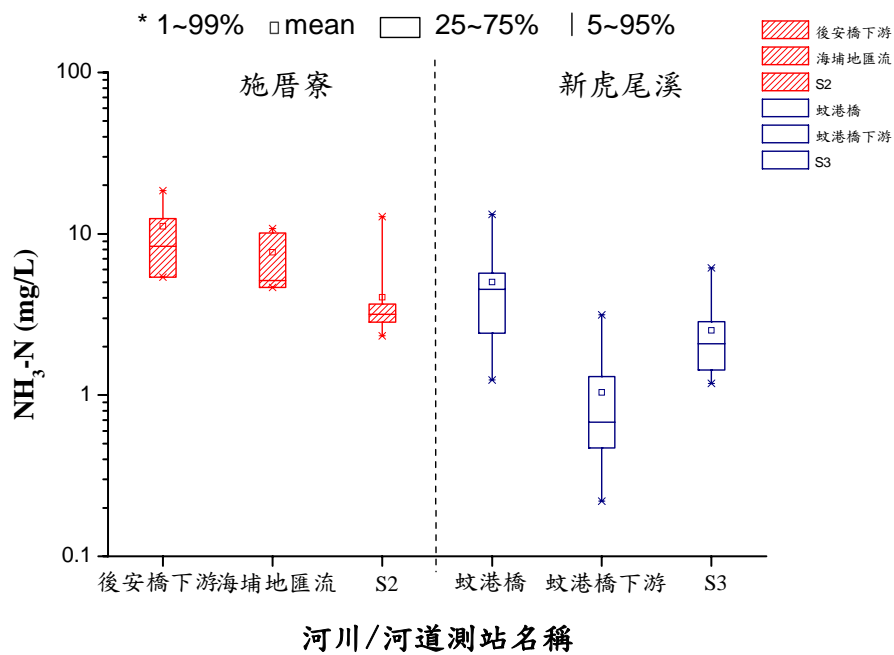 * 1~99% mean 25~75% | 5~95%
後安橋下游
海埔地匯流
S2
蚊港橋
蚊港橋下游
S3
施厝寮 新虎尾溪
NH3-N (mg/L)
100
10
1
0.1
後安橋下游 海埔地匯流 S2 蚊港橋 蚊港橋下游 S3
河川/河道測站名稱